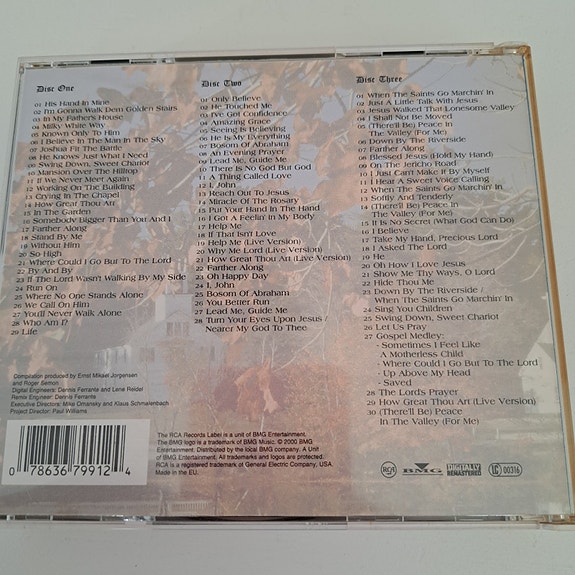 Disc One
01 His Hand In Mine
02 I'm Gonna Walk Dem Golden Stairs
03 In My Father's House
04 Milky White Way
05 Known Only To Him
06 I Believe In The Man In The Sky
07 Joshua Fit The Battle
08 He Knows Just What I Need
09 Swing Down, Sweet Chariot
10 Mansion Over The Hilltop
11 If We Never Meet Again
12 Working On The Building
13 Crying In The Chapel
14 How Great Thou Art
15 In The Garden
16 Somebody Bigger Than You And I
17 Farther Along
18 Stand By Me
19 Without Him
20 So High
21 Where Could I Go But To The Lord
22 By And By
23 If The Lord Wasn't Walking By My Side
24 Run On
25 Where No One Stands Alone
26 We Call On Him
27 You'll Never Walk Alone
28 Who Am I?
29 Life
Compilation produced by Ernst Mikael Jorgensen
and Roger Semon
Digital Engineers: Dennis Ferrante and Lene Reidel
Remix Engineer: Dennis Ferrante
Executive Directors: Mike Omansky and Klaus Schmalenbach
Project Director: Paul Williams
0 78636 79912 4
Disc Two
01 Only Believe
02 He Touched Me
03 I've Got Confidence
04 Amazing Grace
05 Seeing Is Believing
06 He Is My Everything
07 Bosom Of Abraham
08 An Evening Prayer
09 Lead Me, Guide Me
10 There Is No God But God
11 A Thing Called Love
12 I, John
13 Reach Out To Jesus
14 Miracle Of The Rosary
15 Put Your Hand In The Hand
16 I Got A Feelin' In My Body
17 Help Me
18 If That Isn't Love
19 Help Me (Live Version)
20 Why Me Lord (Live Version)
21 How Great Thou Art (Live Version)
22 Farther Along
23 Oh Happy Day
24 I, John
25 Bosom Of Abraham
26 You Better Run
27 Lead Me, Guide Me
28 Turn Your Eyes Upon Jesus /
Nearer My God To Thee
The RCA Records Label is a unit of BMG Entertainment.
The BMG logo is a trademark of BMG Music. © 2000 BMG
Entertainment. Distributed by the local BMG company. A Unit
of BMG Entertainment. All trademarks and logos are protected.
RCA is a registered trademark of General Electric Company, USA.
Made in the EU.
Disc Three
01 When The Saints Go Marchin' In
02 Just A Little Talk With Jesus
03 Jesus Walked That Lonesome Valley
04 I Shall Not Be Moved
05 (There'll Be) Peace In
The Valley (For Me)
06 Down By The Riverside
07 Farther Along
08 Blessed Jesus (Hold My Hand)
09 On The Jericho Road
10 I Just Can't Make It By Myself
11 I Hear A Sweet Voice Calling
12 When The Saints Go Marchin' In
13 Softly And Tenderly
14 (There'll Be) Peace In
The Valley (For Me)
15 It Is No Secret (What God Can Do)
16 I Believe
17 Take My Hand, Precious Lord
18 I Asked The Lord
19 He
20 Oh How I Love Jesus
21 Show Me Thy Ways, O Lord
22 Hide Thou Me
23 Down By The Riverside /
When The Saints Go Marchin' In
24 Sing You Children
25 Swing Down, Sweet Chariot
26 Let Us Pray
27 Gospel Medley:
- Sometimes I Feel Like
A Motherless Child
- Where Could I Go But To The Lord
- Up Above My Head
- Saved
28 The Lord's Prayer
29 How Great Thou Art (Live Version)
30 (There'll Be) Peace
In The Valley (For Me)
RCA BMG DIGITALLY REMASTERED LC 00316